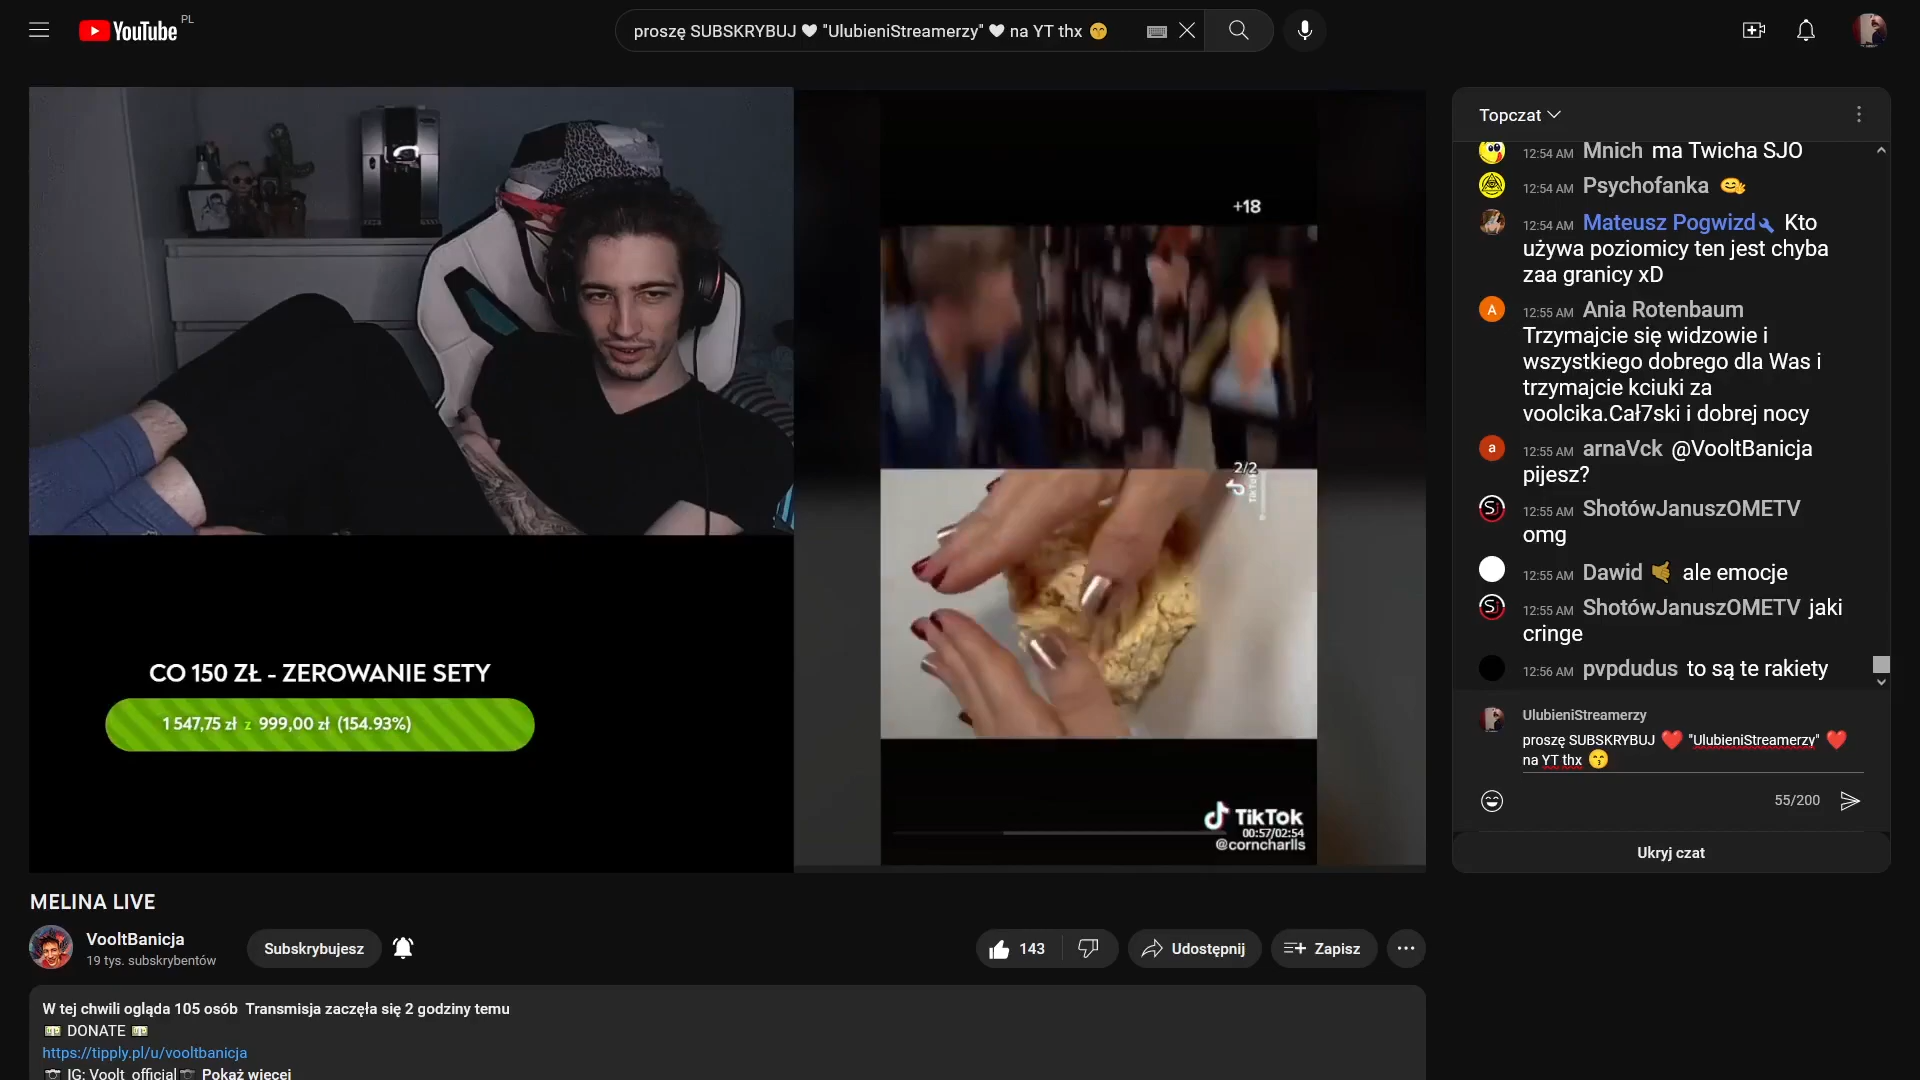 YouTube PL
proszę SUBSKRYBUJ 🤍 "UlubieniStreamerzy" 🤍 na YT thx 😙
+18
2/2
TikTok
CO 150 ZŁ - ZEROWANIE SETY
1 547,75 zł z 999,00 zł (154.93%)
TikTok
00:57/02:54
@corncharlls
Topczat
12:54 AM Mnich ma Twicha SJO
12:54 AM Psychofanka
12:54 AM Mateusz Pogwizd Kto
używa poziomicy ten jest chyba
zaa granicy xD
A
12:55 AM Ania Rotenbaum
Trzymajcie się widzowie i
wszystkiego dobrego dla Was i
trzymajcie kciuki za
voolcika.Cał7ski i dobrej nocy
a
12:55 AM arnaVck @VooltBanicja
pijesz?
12:55 AM ShotówJanuszOMETV
omg
12:55 AM Dawid 🤙 ale emocje
12:55 AM ShotówJanuszOMETV jaki
cringe
12:56 AM pvpdudus to są te rakiety
UlubieniStreamerzy
proszę SUBSKRYBUJ ❤️ "UlubieniStreamerzy" ❤️
na YT thx 😙
55/200
Ukryj czat
MELINA LIVE
VooltBanicja
19 tys. subskrybentów
Subskrybujesz
143
Udostępnij
Zapisz
W tej chwili ogląda 105 osób Transmisja zaczęła się 2 godziny temu
💵 DONATE 💵
https://tipply.pl/u/vooltbanicja
📷 IG: Voolt_official📷 Pokaż więcej